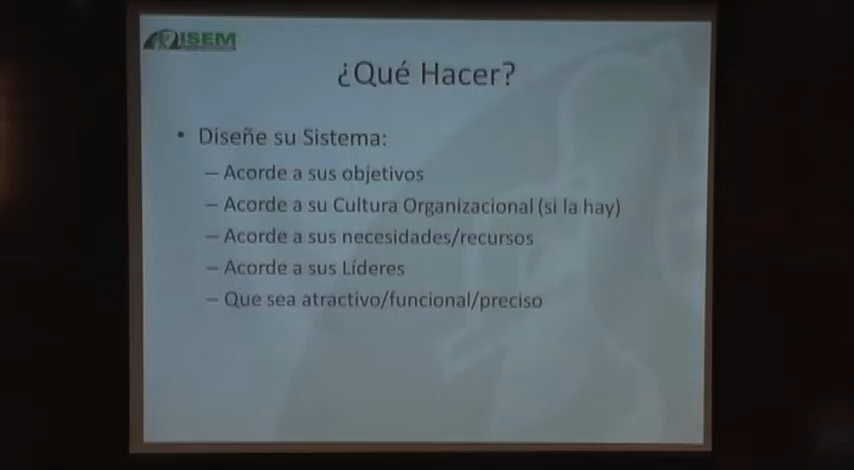 ISEM
¿Qué Hacer?
• Diseñe su Sistema:
– Acorde a sus objetivos
– Acorde a su Cultura Organizacional (si la hay)
– Acorde a sus necesidades/recursos
– Acorde a sus Líderes
– Que sea atractivo/funcional/preciso